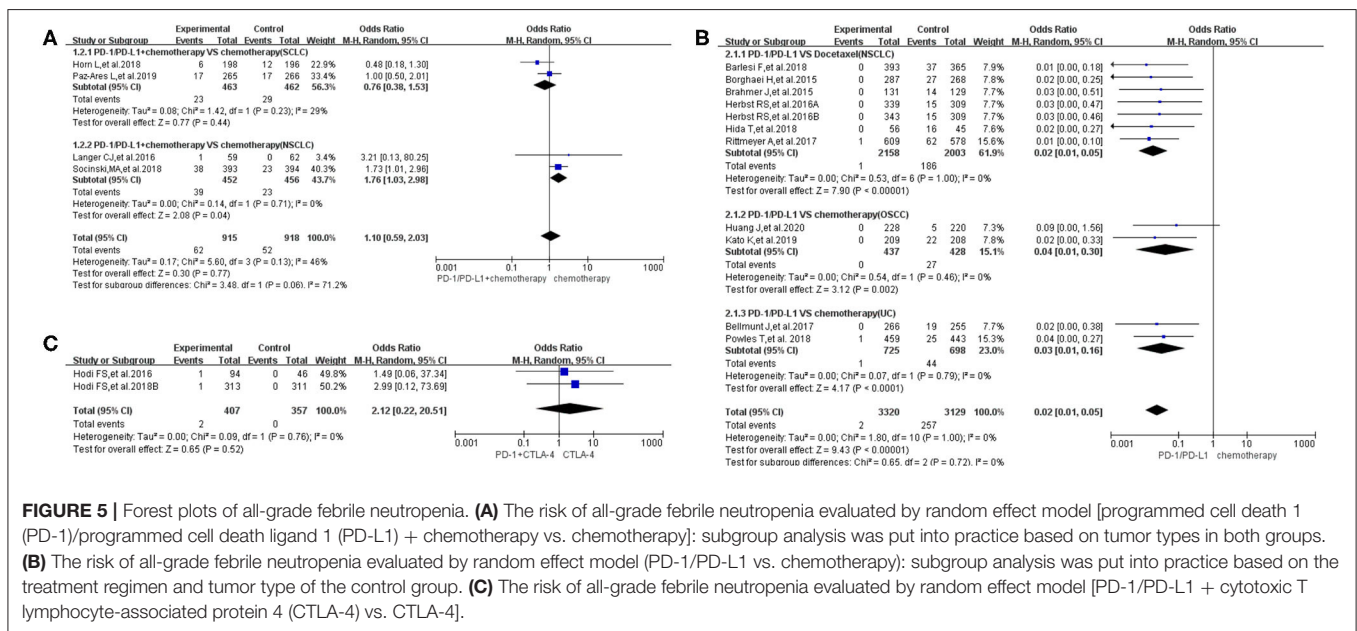 A
Experimental Control Odds Ratio Odds Ratio
Study or Subgroup Events Total Events Total Weight M-H, Random, 95% CI M-H, Random, 95% CI
1.2.1 PD-1/PD-L1+chemotherapy VS chemotherapy(SCLC)
Horn L,et.2018 6 198 12 196 22.9% 0.48 [0.18, 1.30]
Paz-Ares L,et.2019 17 265 17 266 33.4% 1.00 [0.50, 2.01]
Subtotal (95% CI) 463 462 56.3% 0.76 [0.38, 1.53]
Total events 23 29
Heterogeneity: Tau² = 0.08; Chi² = 1.42, df = 1 (P = 0.23); I² = 29%
Test for overall effect: Z = 0.77 (P = 0.44)
1.2.2 PD-1/PD-L1+chemotherapy VS chemotherapy(NSCLC)
Langer CJ,et.2016 1 59 0 62 3.4% 3.21 [0.13, 80.25]
Socinski,MA,et.2018 38 393 23 394 40.3% 1.73 [1.01, 2.96]
Subtotal (95% CI) 452 456 43.7% 1.76 [1.03, 2.98]
Total events 39 23
Heterogeneity: Tau² = 0.00; Chi² = 0.14, df = 1 (P = 0.71); I² = 0%
Test for overall effect: Z = 2.08 (P = 0.04)
Total (95% CI) 915 918 100.0% 1.10 [0.59, 2.03]
Total events 62 52
Heterogeneity: Tau² = 0.17; Chi² = 5.60, df = 3 (P = 0.13); I² = 46%
Test for overall effect: Z = 0.30 (P = 0.77)
Test for subgroup differences: Chi² = 3.48, df = 1 (P = 0.06), I² = 71.2%
0.001 0.1 1 10 1000
PD-1/PD-L1+chemotherapy chemotherapy
B
Experimental Control Odds Ratio Odds Ratio
Study or Subgroup Events Total Events Total Weight M-H, Random, 95% CI M-H, Random, 95% CI
2.1.1 PD-1/PD-L1 VS Docetaxel(NSCLC)
Barlesi F,et.2018 0 393 37 365 7.9% 0.01 [0.00, 0.18]
Borghaei H,et.2015 0 287 27 268 7.8% 0.02 [0.00, 0.25]
Brahmer J,et.2015 0 131 14 129 7.6% 0.03 [0.00, 0.51]
Herbst RS,et.2016A 0 339 15 309 7.7% 0.03 [0.00, 0.47]
Herbst RS,et.2016B 0 343 15 309 7.7% 0.03 [0.00, 0.46]
Hida T,et.2018 0 56 16 45 7.5% 0.02 [0.00, 0.27]
Rittmeyer A,et.2017 1 609 62 578 15.6% 0.01 [0.00, 0.10]
Subtotal (95% CI) 2158 2003 61.9% 0.02 [0.01, 0.05]
Total events 1 186
Heterogeneity: Tau² = 0.00; Chi² = 0.53, df = 6 (P = 1.00); I² = 0%
Test for overall effect: Z = 7.90 (P < 0.00001)
2.1.2 PD-1/PD-L1 VS chemotherapy(OSCC)
Huang J,et.2020 0 228 5 220 7.3% 0.09 [0.00, 1.56]
Kato K,et.2019 0 209 22 208 7.8% 0.02 [0.00, 0.33]
Subtotal (95% CI) 437 428 15.1% 0.04 [0.01, 0.30]
Total events 0 27
Heterogeneity: Tau² = 0.00; Chi² = 0.54, df = 1 (P = 0.46); I² = 0%
Test for overall effect: Z = 3.12 (P = 0.002)
2.1.3 PD-1/PD-L1 VS chemotherapy(UC)
Bellmunt J,et.2017 0 266 19 255 7.7% 0.02 [0.00, 0.38]
Powles T,et. 2018 1 459 25 443 15.3% 0.04 [0.00, 0.27]
Subtotal (95% CI) 725 698 23.0% 0.03 [0.01, 0.16]
Total events 1 44
Heterogeneity: Tau² = 0.00; Chi² = 0.07, df = 1 (P = 0.79); I² = 0%
Test for overall effect: Z = 4.17 (P < 0.0001)
Total (95% CI) 3320 3129 100.0% 0.02 [0.01, 0.05]
Total events 2 257
Heterogeneity: Tau² = 0.00; Chi² = 1.80, df = 10 (P = 1.00); I² = 0%
Test for overall effect: Z = 9.43 (P < 0.00001)
Test for subgroup differences: Chi² = 0.65, df = 2 (P = 0.72), I² = 0%
0.001 0.1 1 10 1000
PD-1/PD-L1 chemotherapy
C
Experimental Control Odds Ratio Odds Ratio
Study or Subgroup Events Total Events Total Weight M-H, Random, 95% CI M-H, Random, 95% CI
Hodi FS,et.2016 1 94 0 46 49.8% 1.49 [0.06, 37.34]
Hodi FS,et.2018B 1 313 0 311 50.2% 2.99 [0.12, 73.69]
Total (95% CI) 407 357 100.0% 2.12 [0.22, 20.51]
Total events 2 0
Heterogeneity: Tau² = 0.00; Chi² = 0.09, df = 1 (P = 0.76); I² = 0%
Test for overall effect: Z = 0.65 (P = 0.52)
0.001 0.1 1 10 1000
PD-1+CTLA-4 CTLA-4
FIGURE 5 | Forest plots of all-grade febrile neutropenia. (A) The risk of all-grade febrile neutropenia evaluated by random effect model [programmed cell death 1
(PD-1)/programmed cell death ligand 1 (PD-L1) + chemotherapy vs. chemotherapy]: subgroup analysis was put into practice based on tumor types in both groups.
(B) The risk of all-grade febrile neutropenia evaluated by random effect model (PD-1/PD-L1 vs. chemotherapy): subgroup analysis was put into practice based on the
treatment regimen and tumor type of the control group. (C) The risk of all-grade febrile neutropenia evaluated by random effect model [PD-1/PD-L1 + cytotoxic T
lymphocyte-associated protein 4 (CTLA-4) vs. CTLA-4].